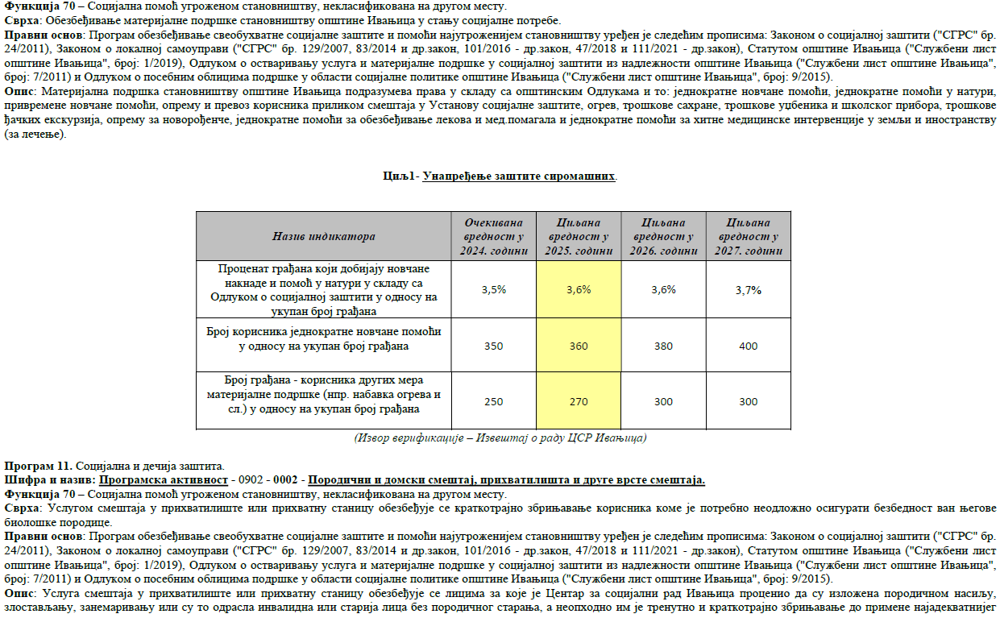 Функција 70 – Социјална помоћ угроженом становништву, некласификована на другом месту.
Сврха: Обезбеђивање материјалне подршке становништву општине Ивањица у стању социјалне потребе.
Правни основ: Програм обезбеђивање свеобухватне социјалне заштите и помоћи најугроженијем становништву уређен је следећим прописима: Законом о социјалној заштити ("СГРС" бр.
24/2011), Законом о локалној самоуправи ("СГРС" бр. 129/2007, 83/2014 и др.закон, 101/2016 - др.закон, 47/2018 и 111/2021 - др.закон), Статутом општине Ивањица ("Службени лист
општине Ивањица", број: 1/2019), Одлуком о остваривању услуга и материјалне подршке у социјалној заштити из надлежности општине Ивањица ("Службени лист општине Ивањица",
број: 7/2011) и Одлуком о посебним облицима подршке у области социјалне политике општине Ивањица ("Службени лист општине Ивањица", број: 9/2015).
Опис: Материјална подршка становништву општине Ивањица подразумева права у складу са општинским Одлукама и то: једнократне новчане помоћи, једнократне помоћи у натури,
привремене новчане помоћи, опрему и превоз корисника приликом смештаја у Установу социјалне заштите, огрев, трошкове сахране, трошкове уџбеника и школског прибора, трошкове
ђачких екскурзија, опрему за новорођенче, једнократне помоћи за обезбеђивање лекова и мед.помагала и једнократне помоћи за хитне медицинске интервенције у земљи и иностранству
(за лечење).
Циљ1- Унапређење заштите сиромашних.
Назив индикатора
Очекивана вредност у 2024. години
Циљана вредност у 2025. години
Циљана вредност у 2026. години
Циљана вредност у 2027. години
Проценат грађана који добијају новчане
накнаде и помоћ у натури у складу са
Одлуком о социјалној заштити у односу на
укупан број грађана
3,5% 3,6% 3,6% 3,7%
Број корисника једнократне новчане помоћи
у односу на укупан број грађана
350 360 380 400
Број грађана - корисника других мера
материјалне подршке (нпр. набавка огрева и
сл.) у односу на укупан број грађана
250 270 300 300
(Извор верификације – Извештај о раду ЦСР Ивањица)
Програм 11. Социјална и дечија заштита.
Шифра и назив: Програмска активност - 0902 - 0002 - Породични и домски смештај, прихватилишта и друге врсте смештаја.
Функција 70 – Социјална помоћ угроженом становништву, некласификована на другом месту.
Сврха: Услугом смештаја у прихватилиште или прихватну станицу обезбеђује се краткотрајно збрињавање корисника коме је потребно неодложно осигурати безбедност ван његове
биолошке породице.
Правни основ: Програм обезбеђивање свеобухватне социјалне заштите и помоћи најугроженијем становништву уређен је следећим прописима: Законом о социјалној заштити ("СГРС" бр.
24/2011), Законом о локалној самоуправи ("СГРС" бр. 129/2007, 83/2014 и др.закон, 101/2016 - др.закон, 47/2018 и 111/2021 - др.закон), Статутом општине Ивањица ("Службени лист
општине Ивањица", број: 1/2019), Одлуком о остваривању услуга и материјалне подршке у социјалној заштити из надлежности општине Ивањица ("Службени лист општине Ивањица",
број: 7/2011) и Одлуком о посебним облицима подршке у области социјалне политике општине Ивањица ("Службени лист општине Ивањица", број: 9/2015).
Опис: Услуга смештаја у прихватилиште или прихватну станицу обезбеђује се лицима за које је Центар за социјални рад Ивањица проценио да су изложена породичном насиљу,
злостављању, занемаривању или су то одрасла инвалидна или старија лица без породичног старања, а неопходно им је тренутно и краткотрајно збрињавање до примене најадекватнијег